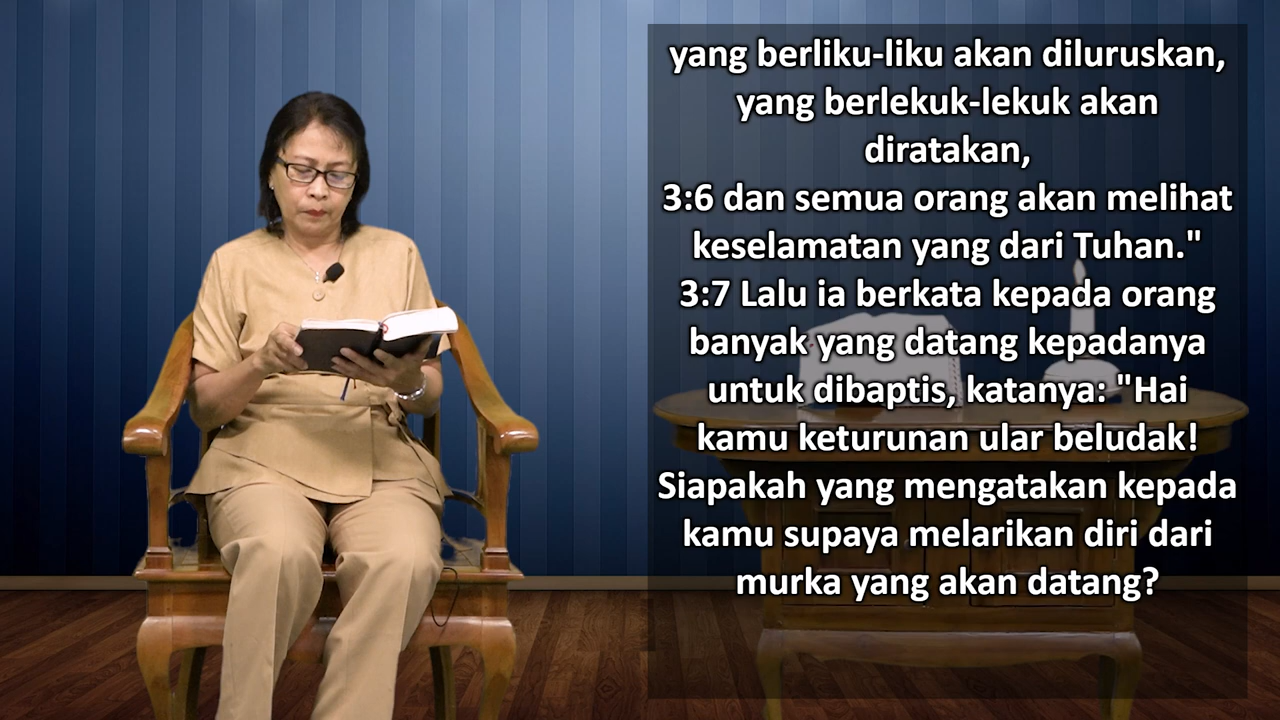 yang berliku-liku akan diluruskan,
yang berlekuk-lekuk akan
diratakan,
3:6 dan semua orang akan melihat
keselamatan yang dari Tuhan."
3:7 Lalu ia berkata kepada orang
banyak yang datang kepadanya
untuk dibaptis, katanya: "Hai
kamu keturunan ular beludak!
Siapakah yang mengatakan kepada
kamu supaya melarikan diri dari
murka yang akan datang?